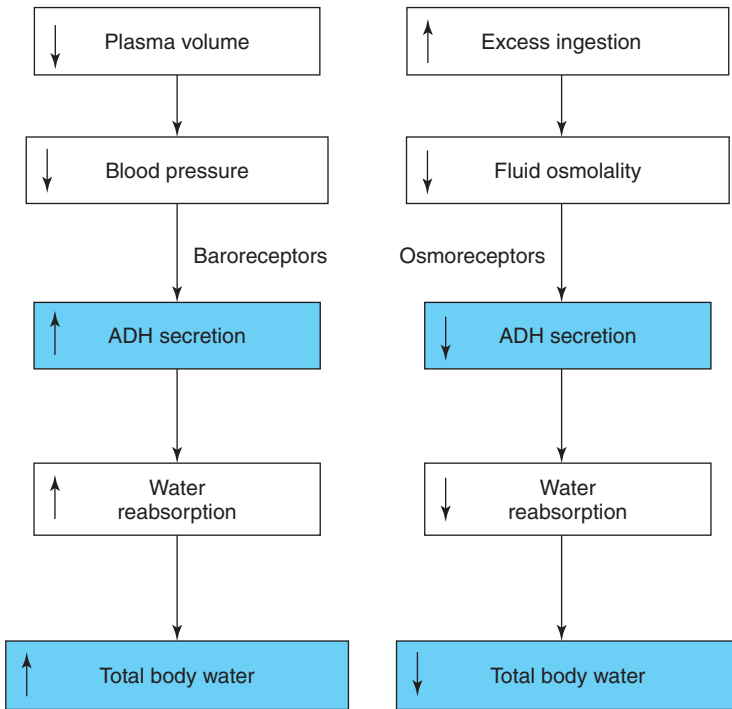 Plasma volume
Blood pressure
Baroreceptors
ADH secretion
Water
reabsorption
Total body water
Excess ingestion
Fluid osmolality
Osmoreceptors
ADH secretion
Water
reabsorption
Total body water